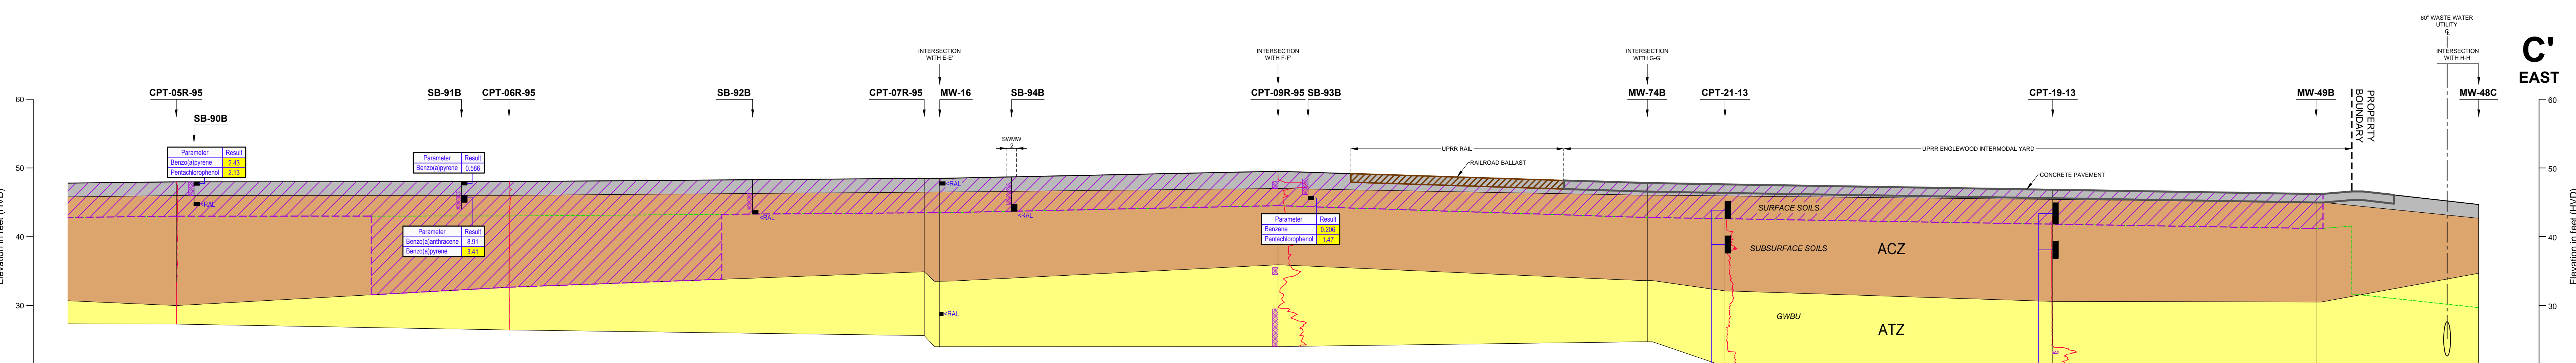 60" WASTE WATER
UTILITY
INTERSECTION
WITH E-E'
INTERSECTION
WITH F-F'
INTERSECTION
WITH G-G'
INTERSECTION
WITH H-H'
C'
EAST
CPT-05R-95
SB-91B
CPT-06R-95
SB-92B
CPT-07R-95
MW-16
SB-94B
CPT-09R-95
SB-93B
MW-74B
CPT-21-13
CPT-19-13
MW-49B
MW-48C
SB-90B
PROPERTY
BOUNDARY
SWMW
2
UPRR RAIL
UPRR ENGLEWOOD INTERMODAL YARD
RAILROAD BALLAST
CONCRETE PAVEMENT
Parameter Result
Benzo(a)pyrene 2.43
Pentachlorophenol 2.13
<RAL
Parameter Result
Benzo(a)pyrene 0.586
Parameter Result
Benzo(a)anthracene 8.91
Benzo(a)pyrene 3.41
<RAL
<RAL
<RAL
<RAL
Parameter Result
Benzene 0.206
Pentachlorophenol 1.47
SURFACE SOILS
SUBSURFACE SOILS
ACZ
GWBU
ATZ
60
50
40
30
Elevation in feet (HVD)
60
50
40
30
Elevation in feet (HVD)